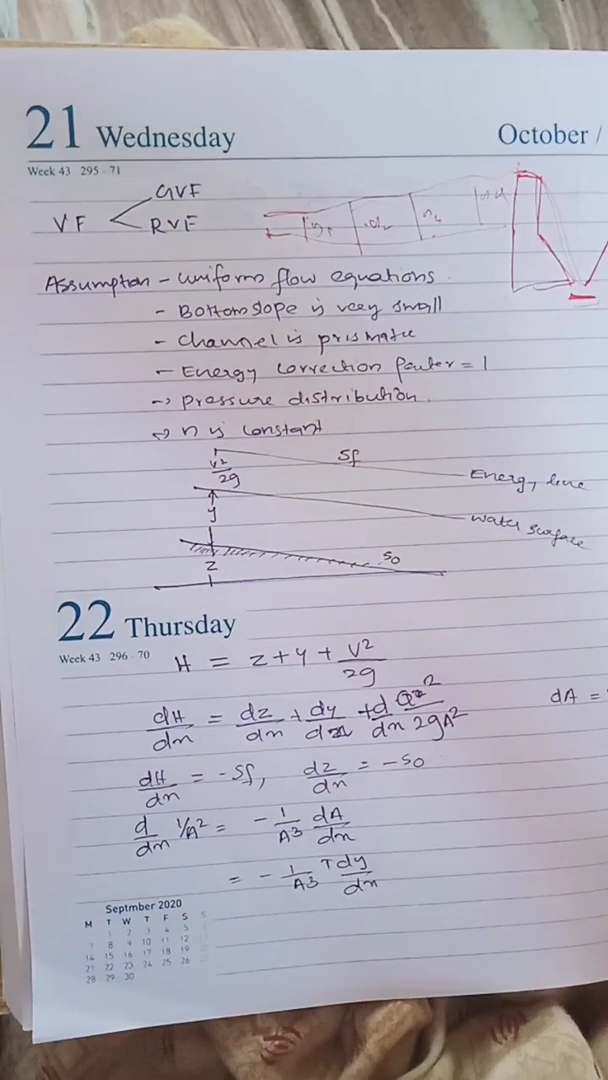 21 Wednesday
October /
Week 43 295 - 71
VF < GVF
RVF
Assumption - uniform flow equations
- Bottom slope is very small
- Channel is prismatic
- Energy correction factor = 1
-> Pressure distribution.
-> n is constant
V²/2g
Sf
Energy line
y
Water surface
So
Z
22 Thursday
Week 43 296 - 70
H = Z + y + V²/2g
dH/dx = dz/dx + dy/dx + d/dx Q²/2gA²
dA =
dH/dx = -Sf, dz/dx = -So
d/dx 1/A² = - 1/A³ dA/dx
= - 1/A³ T dy/dx
Septmber 2020
M T W T F S S
1 2 3 4 5 6
7 8 9 10 11 12 13
14 15 16 17 18 19 20
21 22 23 24 25 26 27
28 29 30